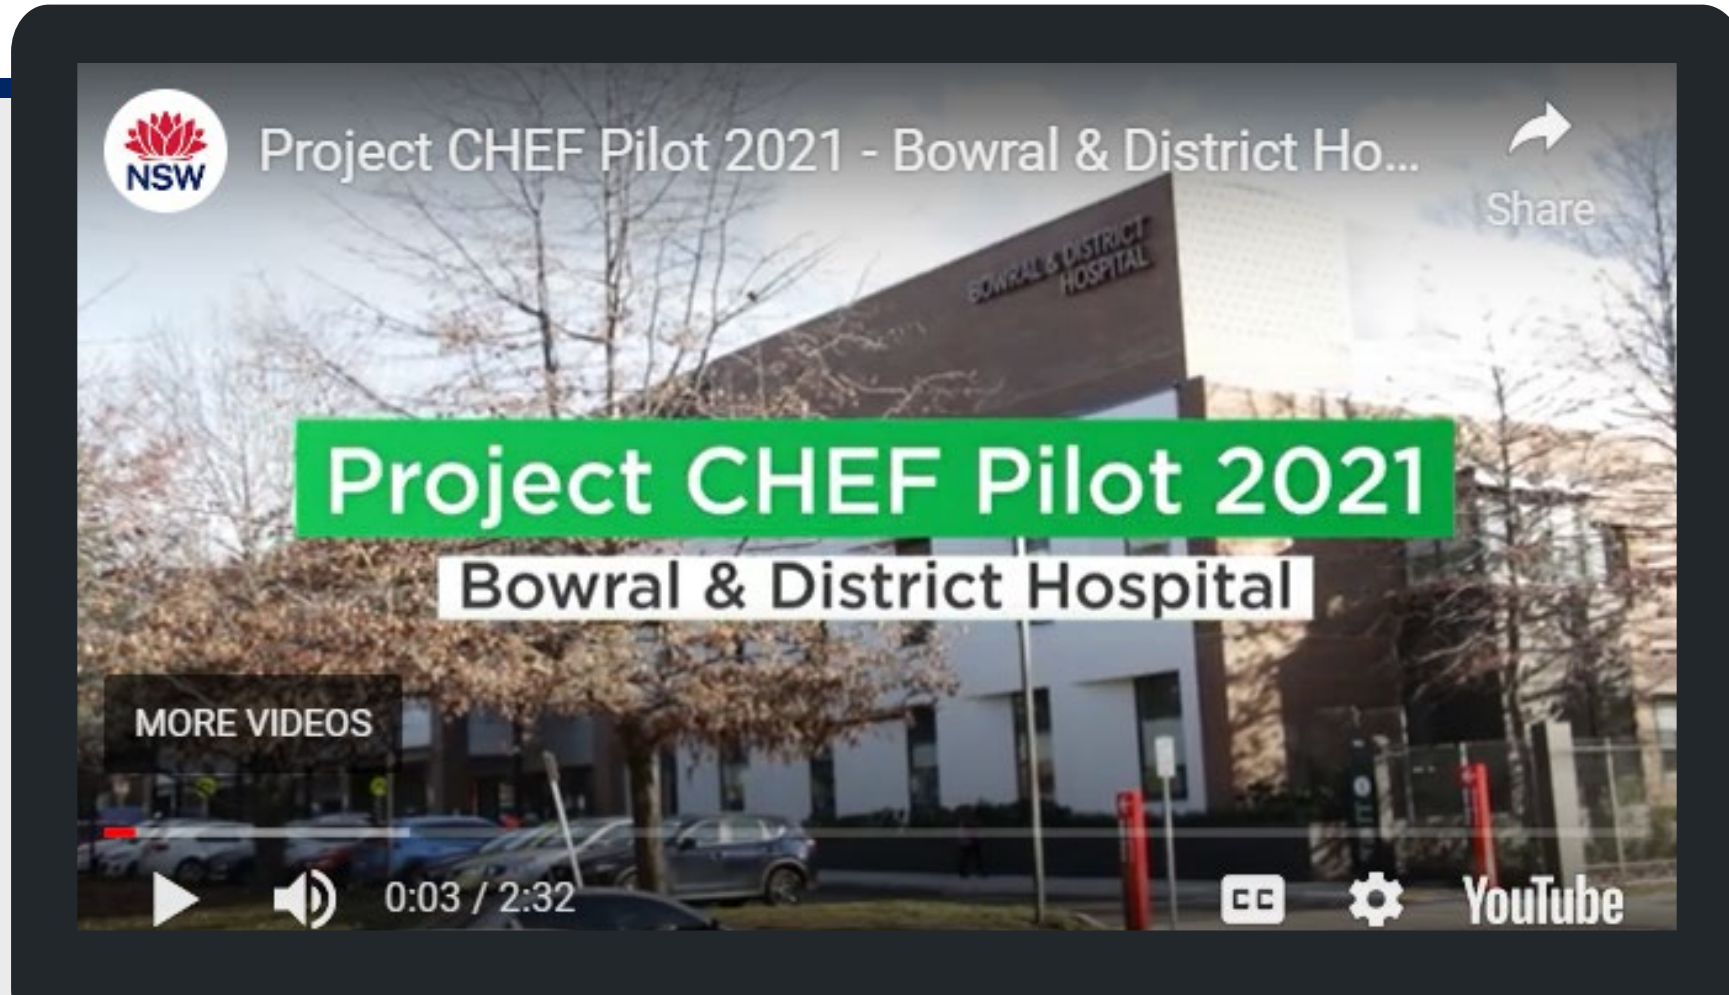 NSW
Project CHEF Pilot 2021 - Bowral & District Ho...
Share
BOWRAL & DISTRICT
HOSPITAL
Project CHEF Pilot 2021
Bowral & District Hospital
MORE VIDEOS
0:03 / 2:32
CC
YouTube